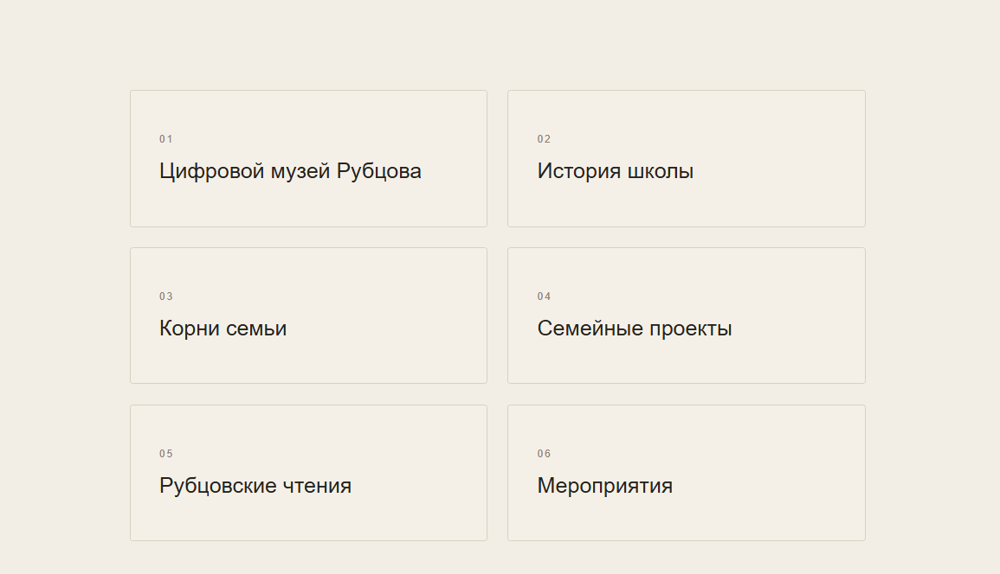 01
Цифровой музей Рубцова
02
История школы
03
Корни семьи
04
Семейные проекты
05
Рубцовские чтения
06
Мероприятия